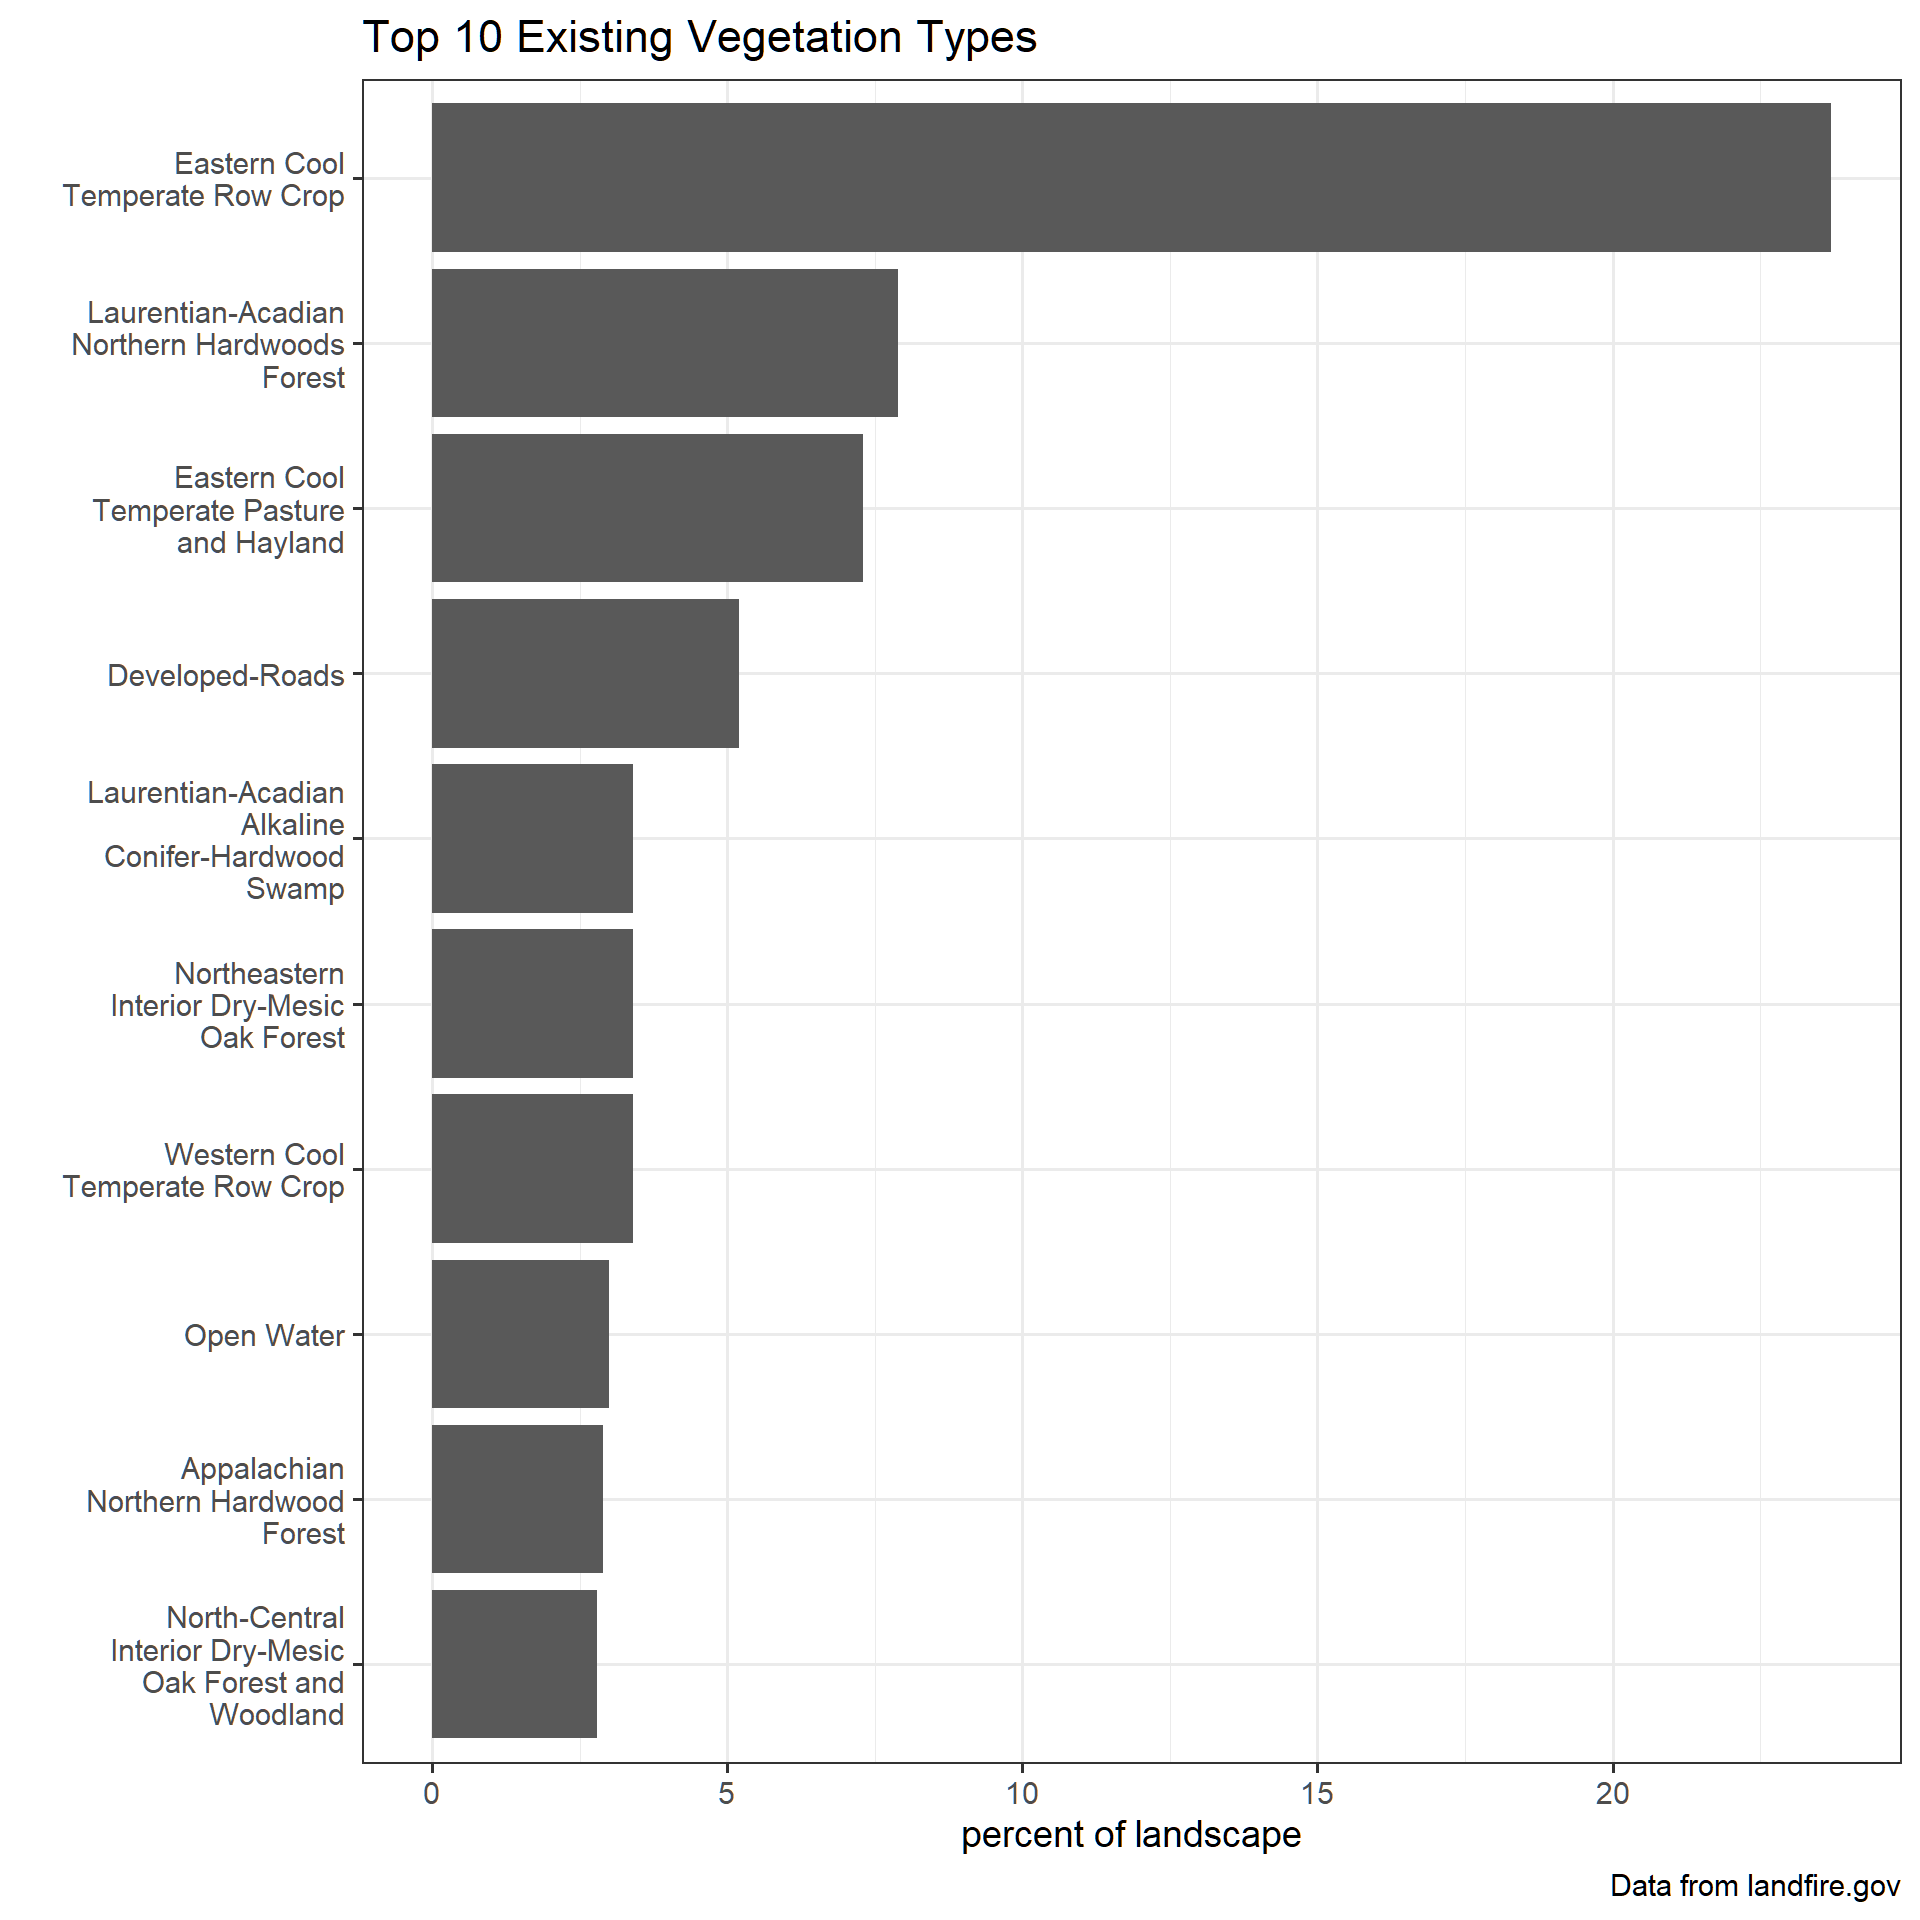 Top 10 Existing Vegetation Types
Eastern Cool
Temperate Row Crop
Laurentian-Acadian
Northern Hardwoods
Forest
Eastern Cool
Temperate Pasture
and Hayland
Developed-Roads
Laurentian-Acadian
Alkaline
Conifer-Hardwood
Swamp
Northeastern
Interior Dry-Mesic
Oak Forest
Western Cool
Temperate Row Crop
Open Water
Appalachian
Northern Hardwood
Forest
North-Central
Interior Dry-Mesic
Oak Forest and
Woodland
0 5 10 15 20
percent of landscape
Data from landfire.gov